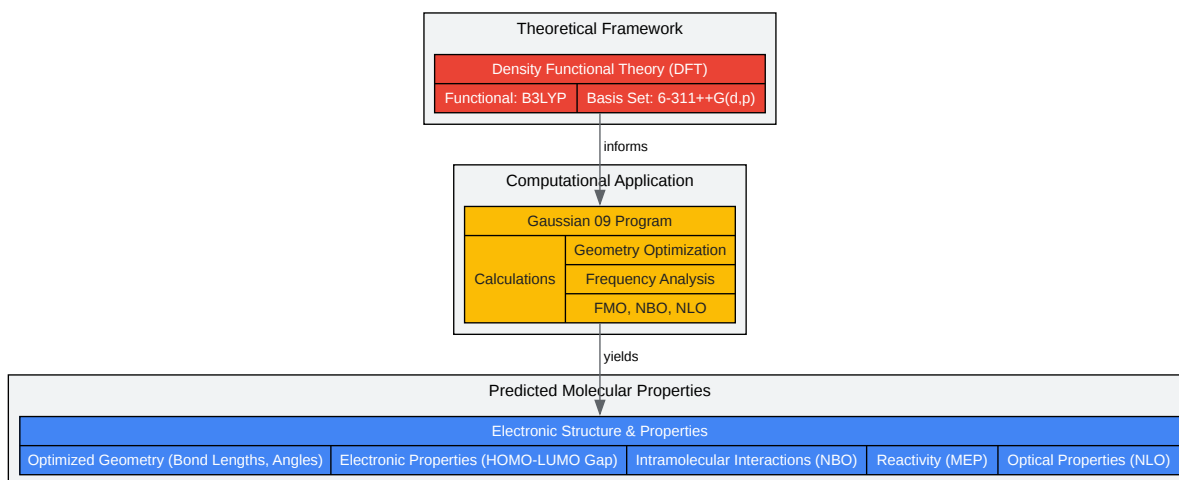 Theoretical Framework
Density Functional Theory (DFT)
Functional: B3LYP
Basis Set: 6-311++G(d,p)
informs
Computational Application
Gaussian 09 Program
Calculations
Geometry Optimization
Frequency Analysis
FMO, NBO, NLO
yields
Predicted Molecular Properties
Electronic Structure & Properties
Optimized Geometry (Bond Lengths, Angles)
Electronic Properties (HOMO-LUMO Gap)
Intramolecular Interactions (NBO)
Reactivity (MEP)
Optical Properties (NLO)